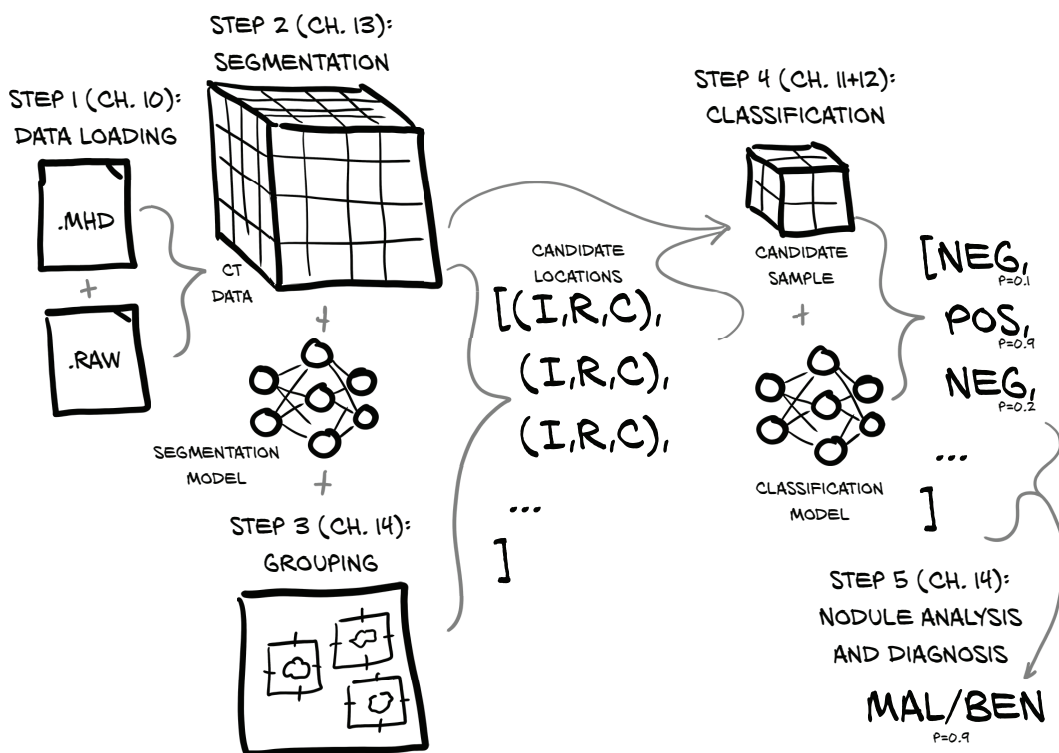 STEP 1 (CH. 10):
DATA LOADING
.MHD
+
.RAW
STEP 2 (CH. 13):
SEGMENTATION
CT
DATA
+
SEGMENTATION
MODEL
+
STEP 3 (CH. 14):
GROUPING
CANDIDATE
LOCATIONS
[(I,R,C),
(I,R,C),
(I,R,C),
...
]
STEP 4 (CH. 11+12):
CLASSIFICATION
CANDIDATE
SAMPLE
+
CLASSIFICATION
MODEL
[NEG,
P=0.1
POS,
P=0.9
NEG,
P=0.2
...
]
STEP 5 (CH. 14):
NODULE ANALYSIS
AND DIAGNOSIS
MAL/BEN
P=0.9